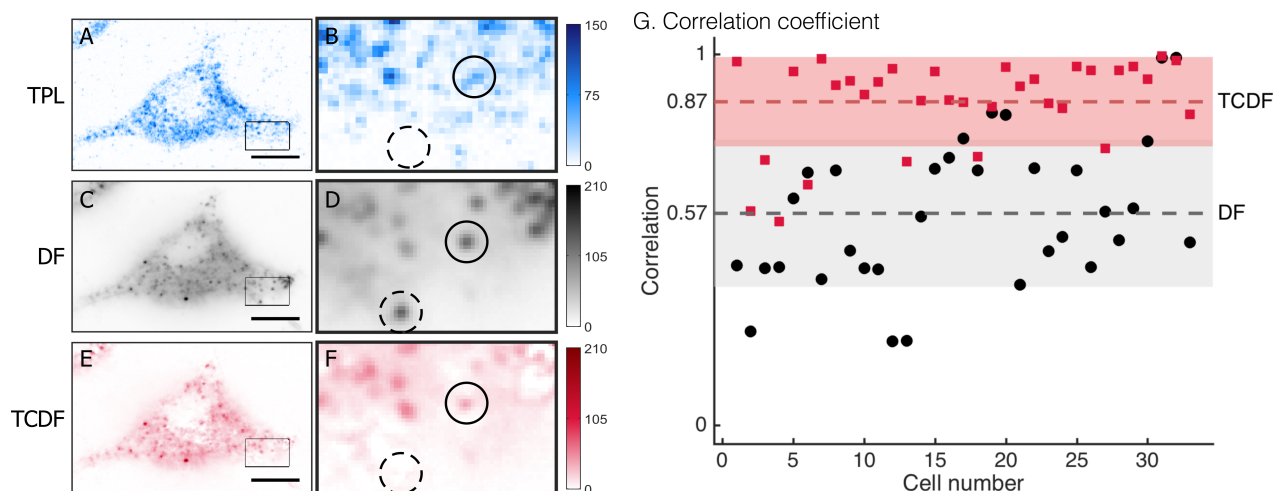 A
B
TPL
150
75
0
C
D
DF
210
105
0
E
F
TCDF
210
105
0
G. Correlation coefficient
1
0.87
0.57
0
Correlation
TCDF
DF
0
5
10
15
20
25
30
Cell number